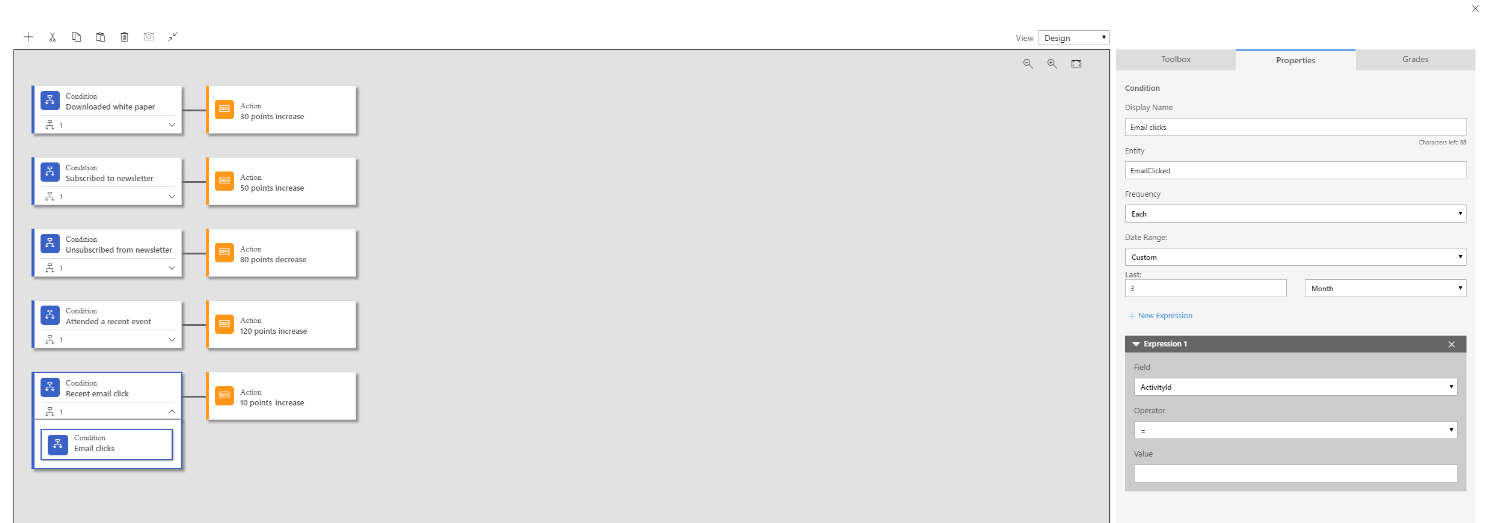 View
Design
Toolbox
Properties
Grades
Condition
Downloaded white paper
1
Action
30 points increase
Condition
Subscribed to newsletter
1
Action
50 points increase
Condition
Unsubscribed from newsletter
1
Action
80 points decrease
Condition
Attended a recent event
1
Action
120 points increase
Condition
Recent email click
1
Action
10 points increase
Condition
Email clicks
Condition
Display Name
Email clicks
Characters left: 88
Entity
EmailClicked
Frequency
Each
Date Range:
Custom
Last:
3
Month
+ New Expression
Expression 1
Field
ActivityId
Operator
=
Value